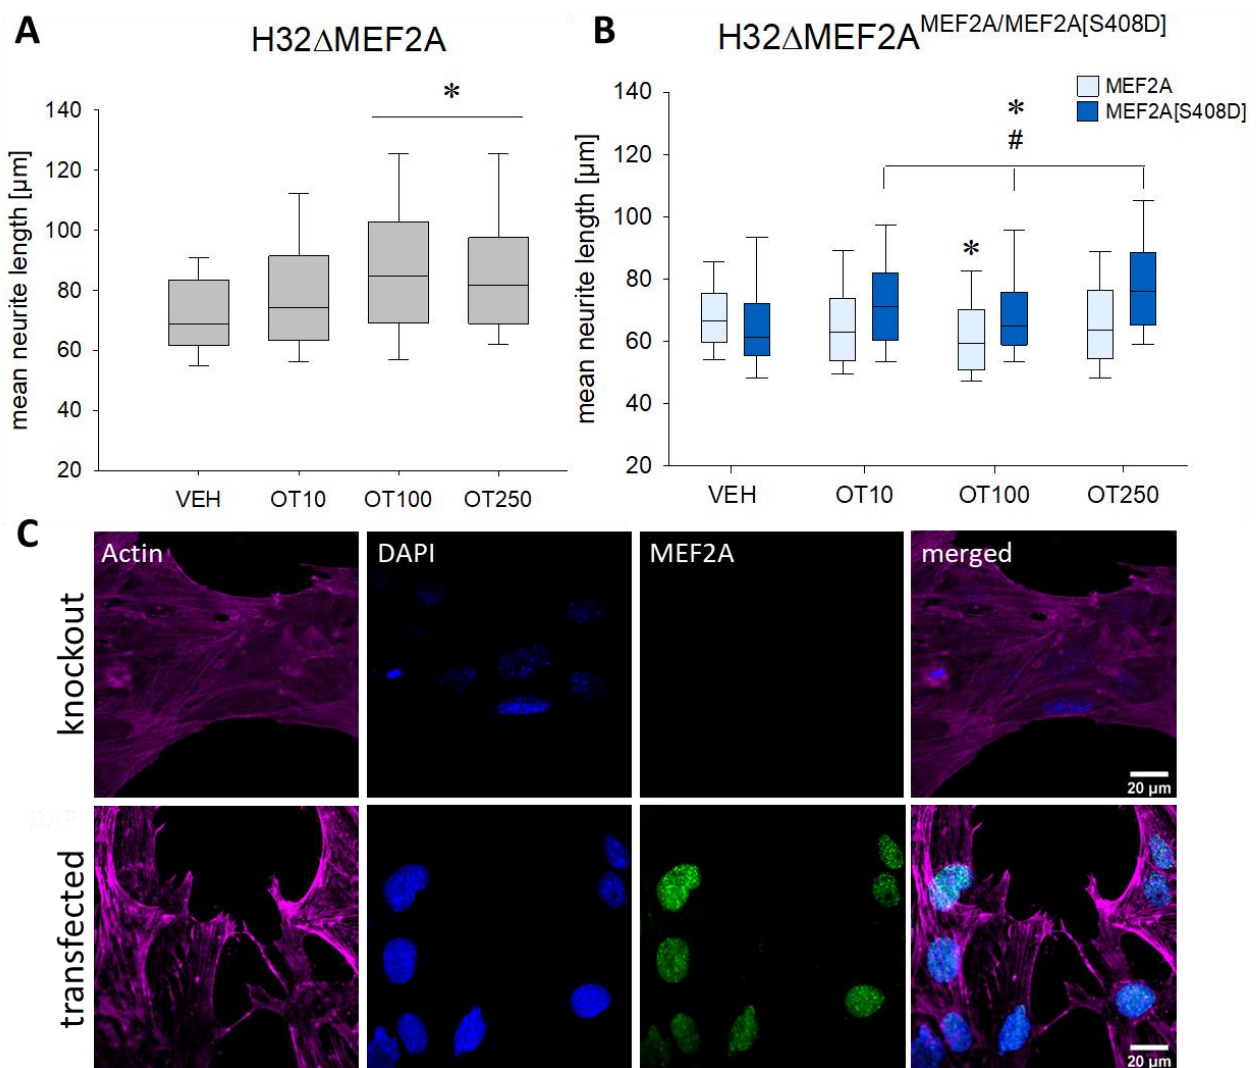 A
H32ΔMEF2A
*
mean neurite length [µm]
140
120
100
80
60
40
20
VEH OT10 OT100 OT250
B
H32ΔMEF2A^MEF2A/MEF2A[S408D]
MEF2A
MEF2A[S408D]
*
#
*
mean neurite length [µm]
140
120
100
80
60
40
20
VEH OT10 OT100 OT250
C
knockout
Actin DAPI MEF2A merged
20 µm
transfected
DAPI
20 µm